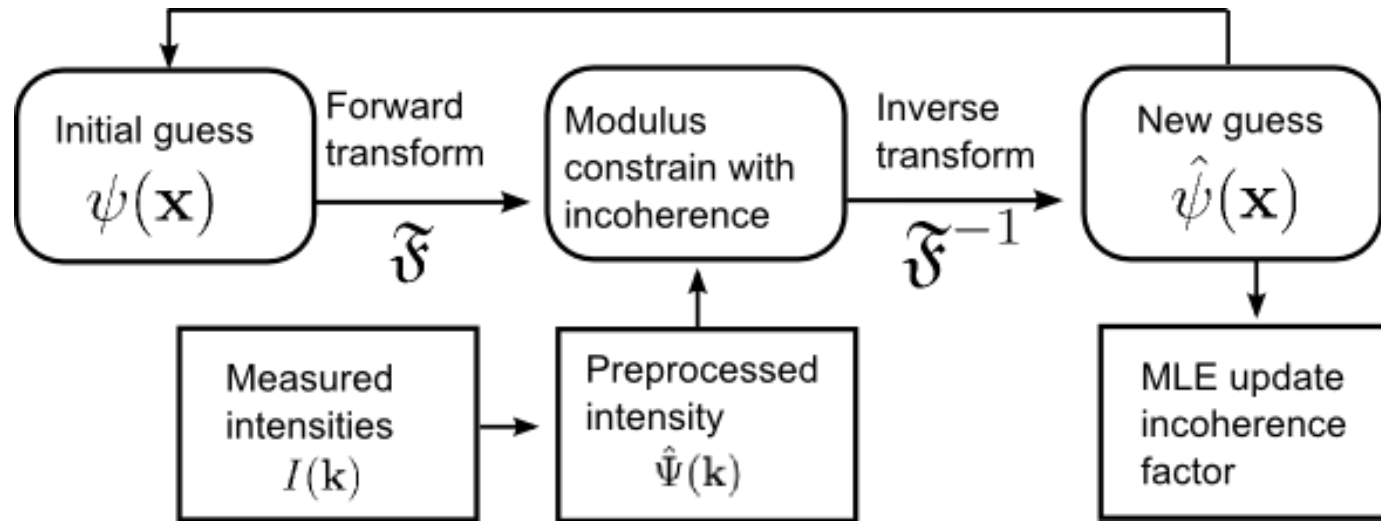 Initial guess
ψ(x)
Forward
transform
𝔉
Modulus
constrain with
incoherence
Inverse
transform
𝔉⁻¹
New guess
ψ̂(x)
Measured
intensities
I(k)
Preprocessed
intensity
Ψ̂(k)
MLE update
incoherence
factor